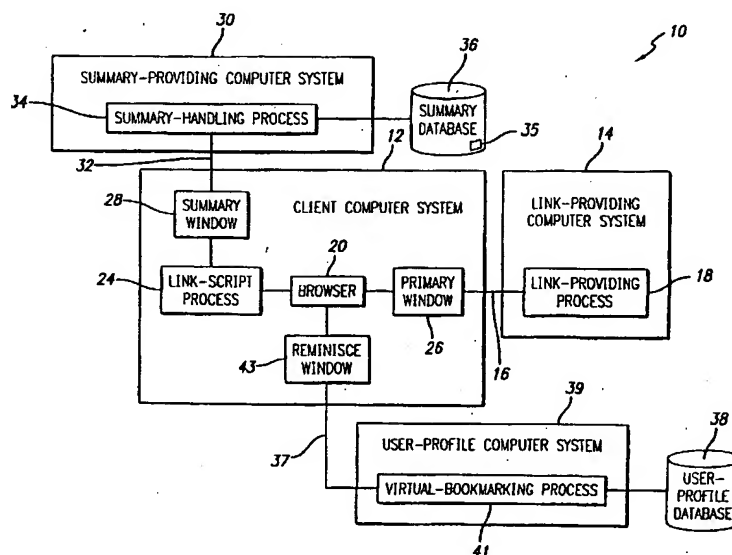 30
36
10
SUMMARY-PROVIDING COMPUTER SYSTEM
34
SUMMARY-HANDLING PROCESS
SUMMARY
DATABASE
35
32
12
14
28
SUMMARY
WINDOW
CLIENT COMPUTER SYSTEM
LINK-PROVIDING
COMPUTER SYSTEM
20
24
LINK-SCRIPT
PROCESS
BROWSER
PRIMARY
WINDOW
LINK-PROVIDING
PROCESS
18
26
16
43
REMINISCE
WINDOW
39
38
37
USER-PROFILE COMPUTER SYSTEM
VIRTUAL-BOOKMARKING PROCESS
USER-
PROFILE
DATABASE
41